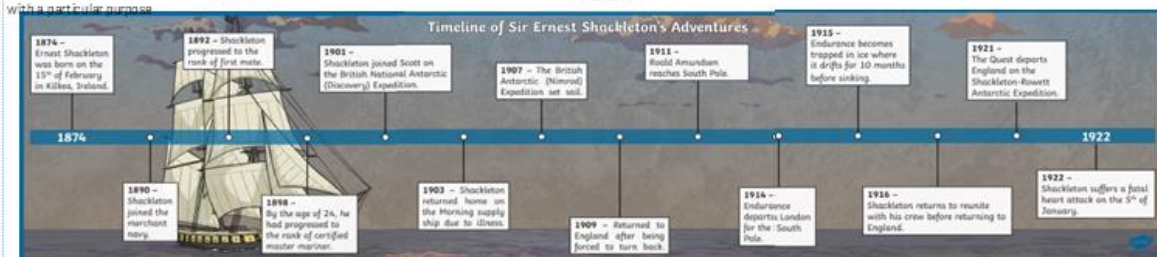 with a particular purpose
Timeline of Sir Ernest Shackleton's Adventures
1874 –
Ernest Shackleton
was born on the
15th of February
in Kilkea, Ireland.
1892 – Shackleton
progressed to the
rank of first mate.
1901 –
Shackleton joined Scott on
the British National Antarctic
(Discovery) Expedition.
1907 – The British
Antarctic (Nimrod)
Expedition set sail.
1911 –
Roald Amundsen
reaches South Pole.
1915 –
Endurance becomes
trapped in ice where
it drifts for 10 months
before sinking.
1921 –
The Quest departs
England on the
Shackleton-Rowett
Antarctic Expedition.
1874
1922
1890 –
Shackleton
joined the
merchant
navy.
1898 –
By the age of 24, he
had progressed to
the rank of certified
master mariner.
1903 – Shackleton
returned home on
the Morning supply
ship due to illness.
1909 – Returned to
England after being
forced to turn back.
1914 –
Endurance
departs London
for the South
Pole.
1916 –
Shackleton returns to reunite
with his crew before returning to
England.
1922 –
Shackleton suffers a fatal
heart attack on the 5th of
January.